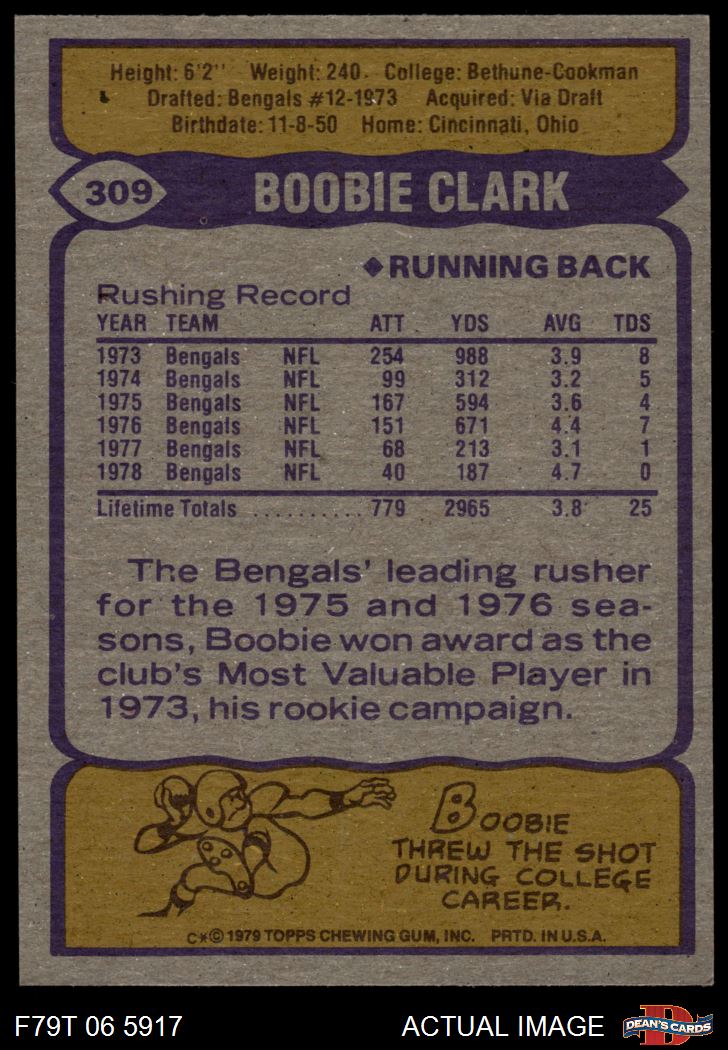 Height: 6'2" Weight: 240 College: Bethune-Cookman
Drafted: Bengals #12-1973 Acquired: Via Draft
Birthdate: 11-8-50 Home: Cincinnati, Ohio
309 BOOBIE CLARK
◆RUNNING BACK
Rushing Record
YEAR TEAM ATT YDS AVG TDS
1973 Bengals NFL 254 988 3.9 8
1974 Bengals NFL 99 312 3.2 5
1975 Bengals NFL 167 594 3.6 4
1976 Bengals NFL 151 671 4.4 7
1977 Bengals NFL 68 213 3.1 1
1978 Bengals NFL 40 187 4.7 0
Lifetime Totals .......... 779 2965 3.8 25
The Bengals' leading rusher
for the 1975 and 1976 sea-
sons, Boobie won award as the
club's Most Valuable Player in
1973, his rookie campaign.
BOOBIE
THREW THE SHOT
DURING COLLEGE
CAREER.
C*© 1979 TOPPS CHEWING GUM, INC. PRTD. IN U.S.A.
F79T 06 5917 ACTUAL IMAGE D DEAN'S CARDS